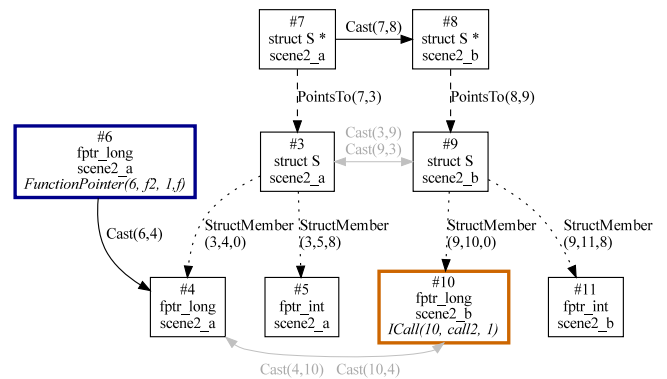 #7
struct S *
scene2_a
Cast(7,8)
#8
struct S *
scene2_b
PointsTo(7,3)
PointsTo(8,9)
#6
fptr_long
scene2_a
FunctionPointer(6, f2, 1,f)
#3
struct S
scene2_a
Cast(3,9)
Cast(9,3)
#9
struct S
scene2_b
Cast(6,4)
StructMember
(3,4,0)
StructMember
(3,5,8)
StructMember
(9,10,0)
StructMember
(9,11,8)
#4
fptr_long
scene2_a
#5
fptr_int
scene2_a
#10
fptr_long
scene2_b
ICall(10, call2, 1)
#11
fptr_int
scene2_b
Cast(4,10) Cast(10,4)